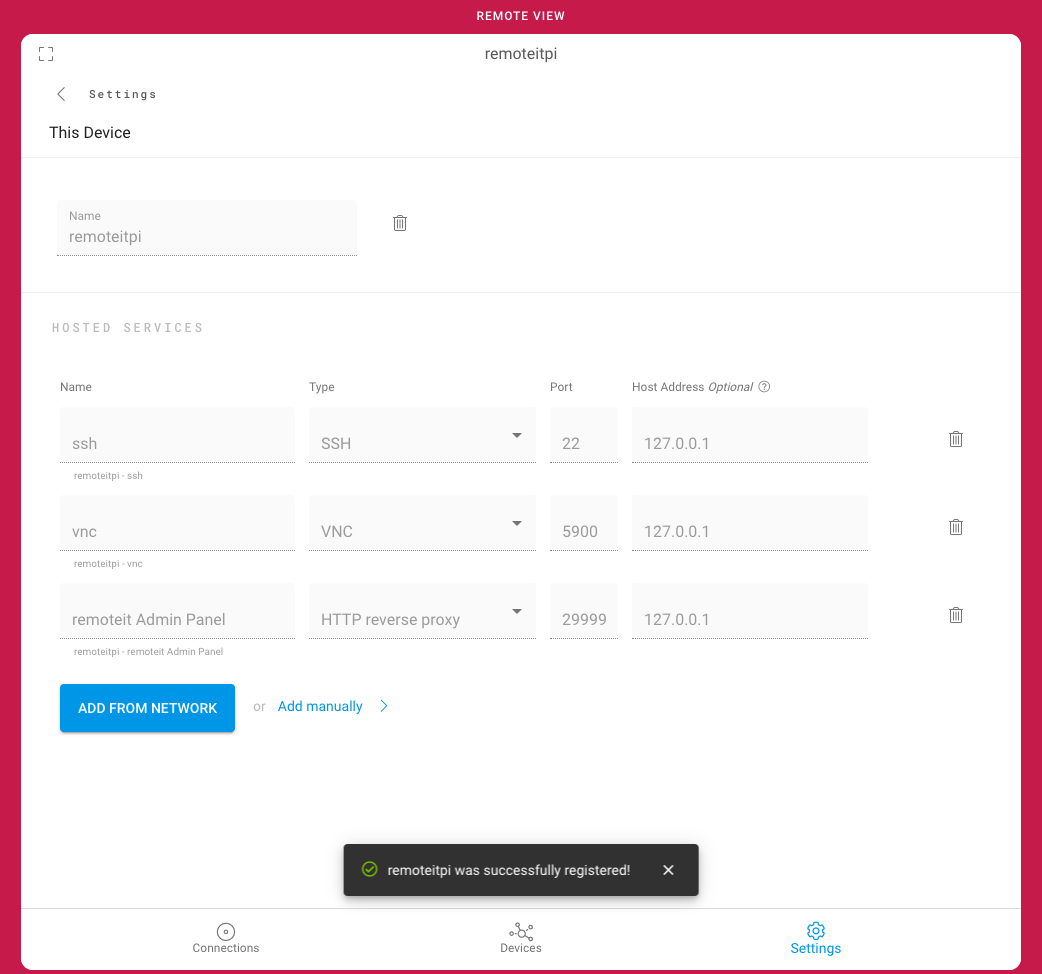 REMOTE VIEW
remoteitpi
Settings
This Device
Name
remoteitpi
HOSTED SERVICES
Name Type Port Host Address Optional
ssh SSH 22 127.0.0.1
remoteitpi - ssh
vnc VNC 5900 127.0.0.1
remoteitpi - vnc
remoteit Admin Panel HTTP reverse proxy 29999 127.0.0.1
remoteitpi - remoteit Admin Panel
ADD FROM NETWORK or Add manually
remoteitpi was successfully registered!
Connections Devices Settings